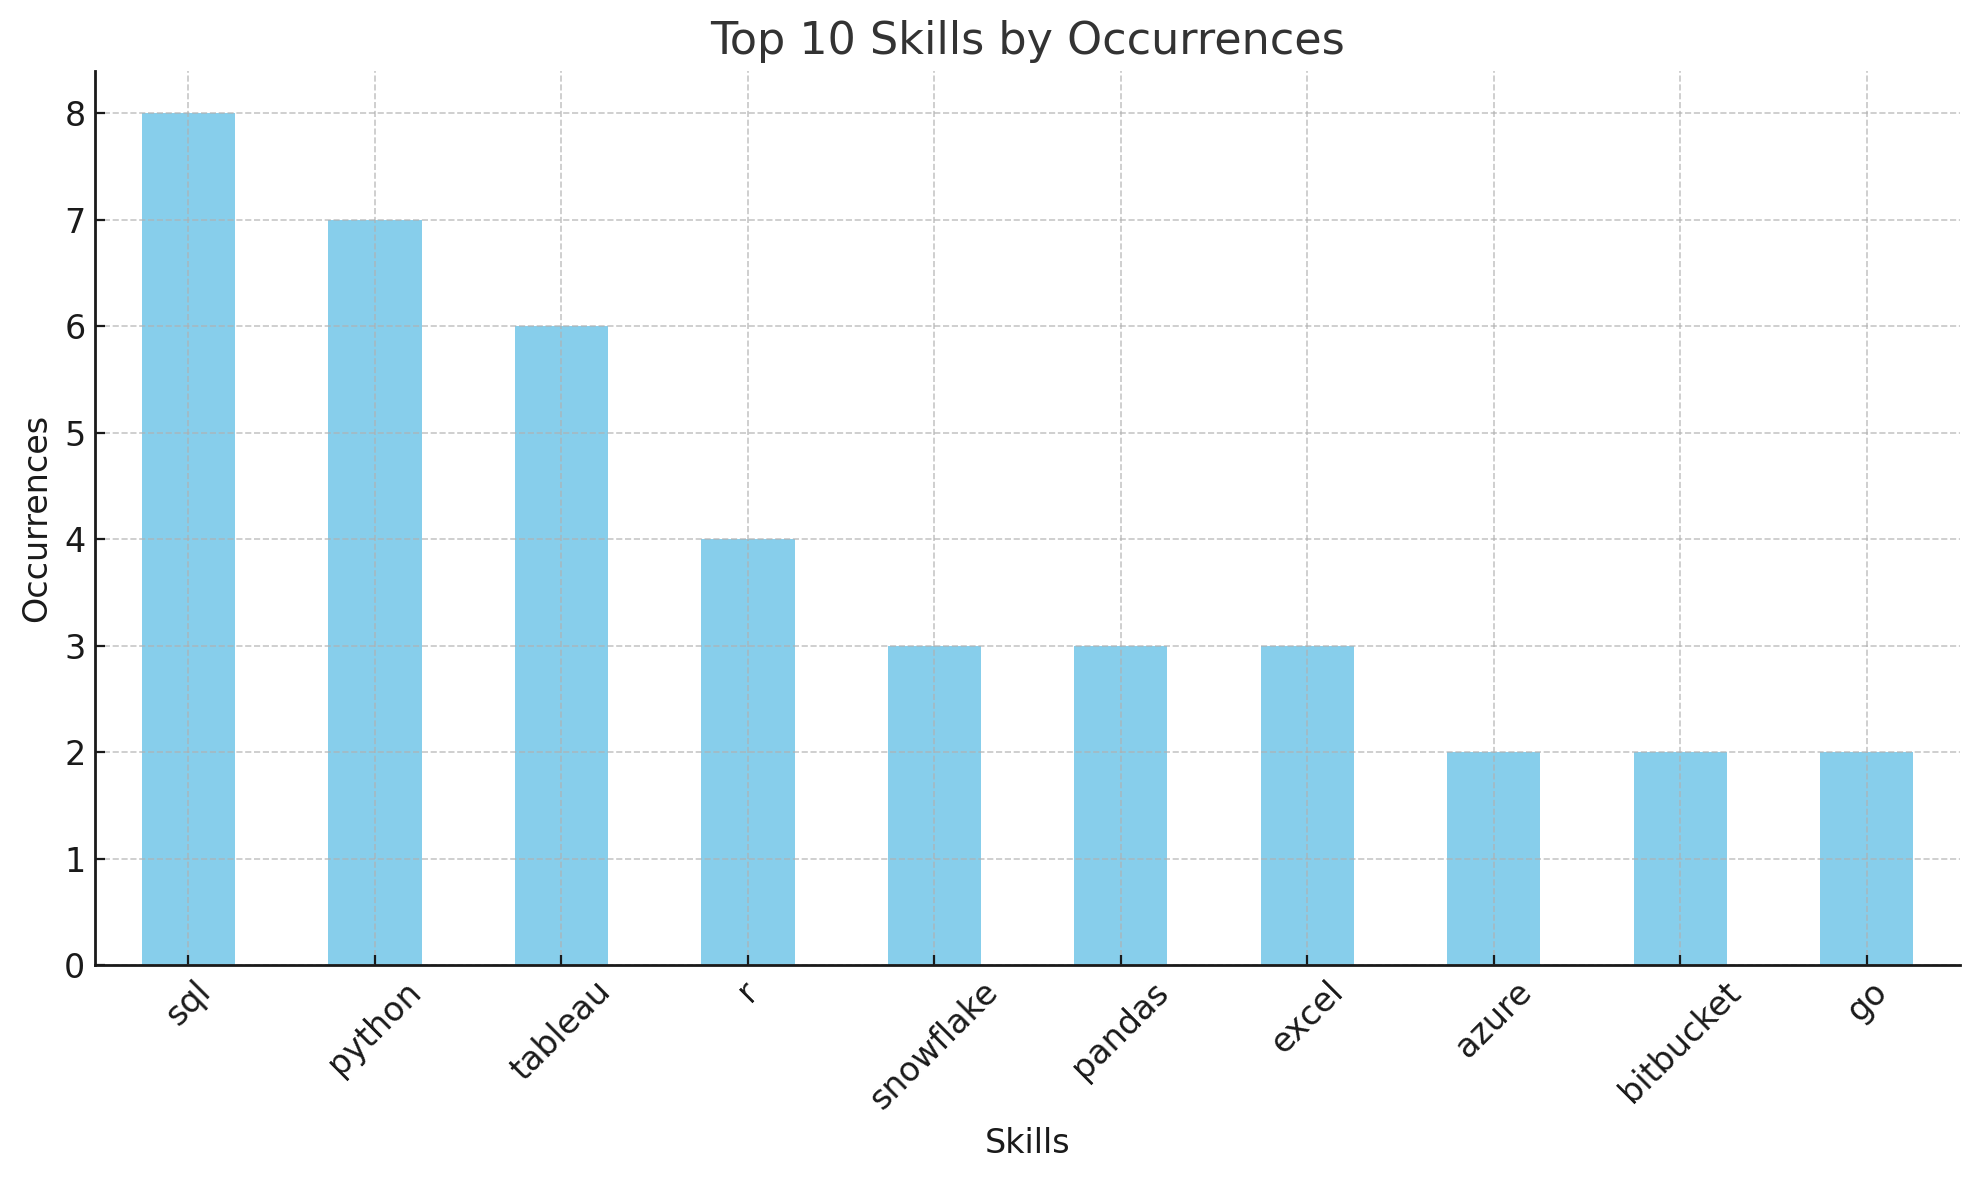 Top 10 Skills by Occurrences
Occurrences
8
7
6
5
4
3
2
1
0
sql
python
tableau
r
snowflake
pandas
excel
azure
bitbucket
go
Skills